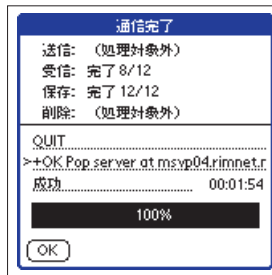 通信完了
送信: (処理対象外)
受信: 完了 8/12
保存: 完了 12/12
削除: (処理対象外)
QUIT
>+OK Pop server at msvp04.rimnet.r
成功 00:01:54
100%
OK